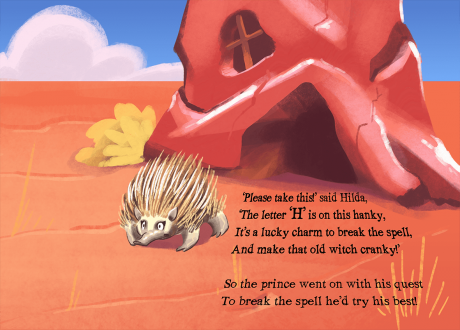 ‘Please take this!’ said Hilda,
‘The letter ‘H’ is on this hanky,
It's a lucky charm to break the spell,
And make that old witch cranky!’
So the prince went on with his quest
To break the spell he'd try his best!